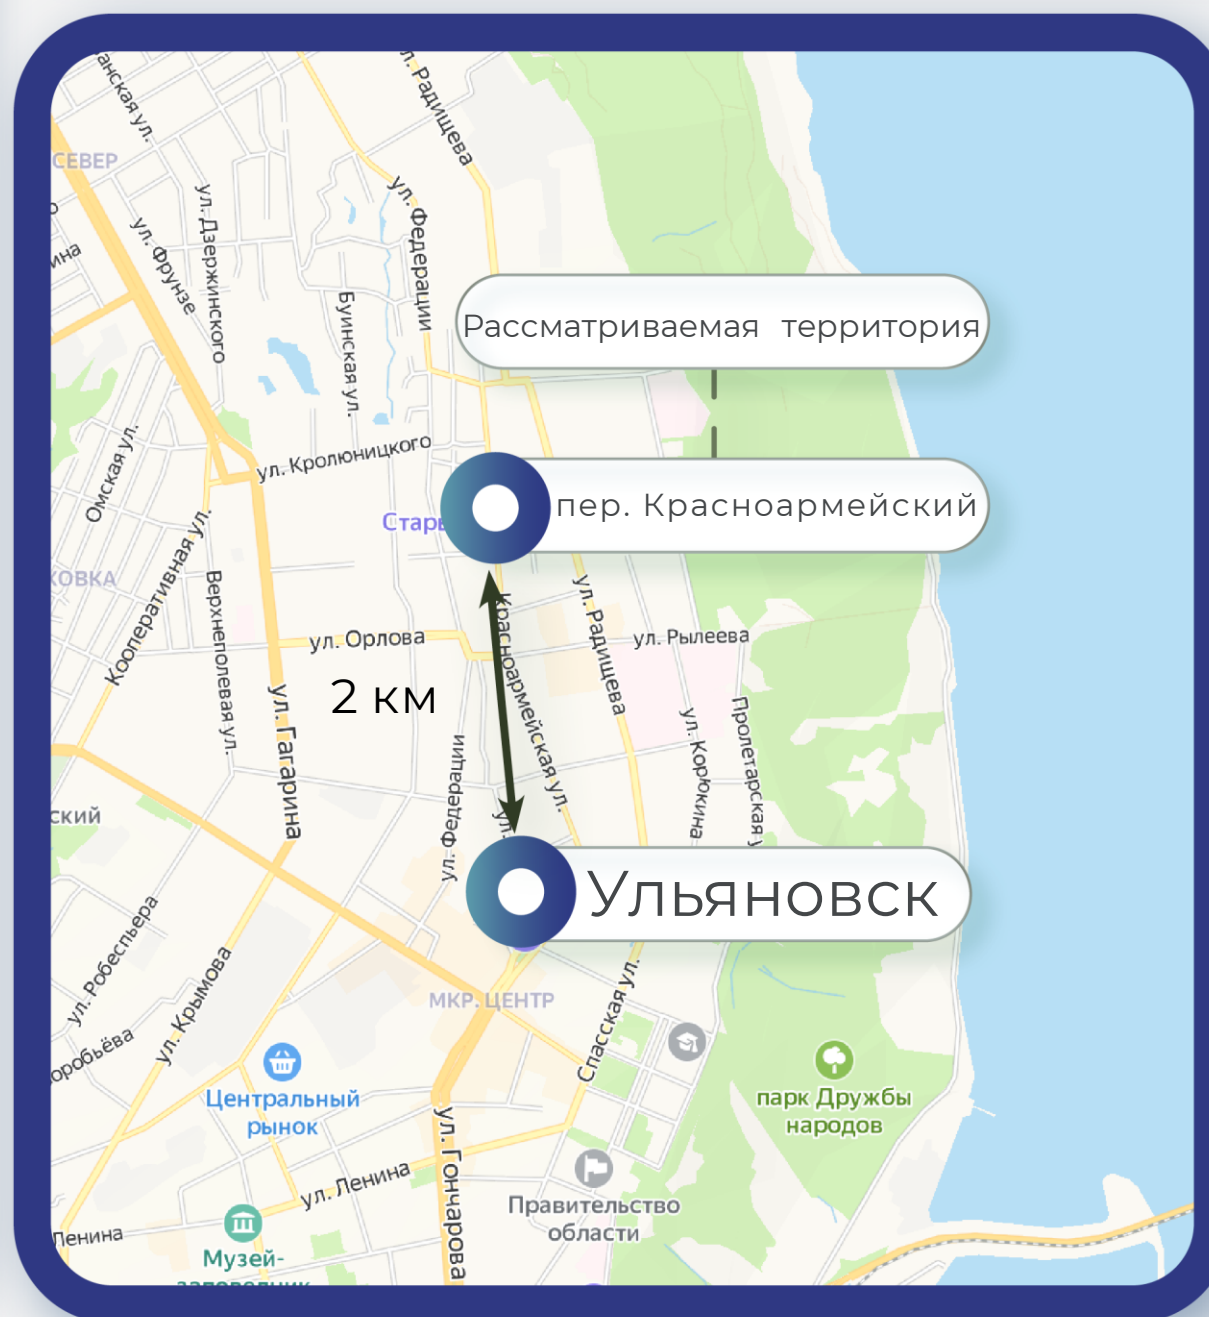 ул. Радищева
СЕВЕР
ул. Федерации
ул. Дзержинского
ул. Фрунзе
Буинская ул.
Рассматриваемая территория
Омская ул.
ул. Кролюницкого
пер. Красноармейский
Кооперативная ул.
Верхнеполевая ул.
ул. Орлова
Красноармейская ул.
ул. Радищева
ул. Рылеева
2 км
ул. Гагарина
ул. Федерации
ул. Корюкина
Пролетарская у
ский
ул.
Ульяновск
ул. Робеспьера
ул. Крымова
МКР. ЦЕНТР
Спасская ул.
Центральный
рынок
парк Дружбы
народов
ул. Ленина
ул. Гончарова
Правительство
области
Ленина
Музей-
заповедник